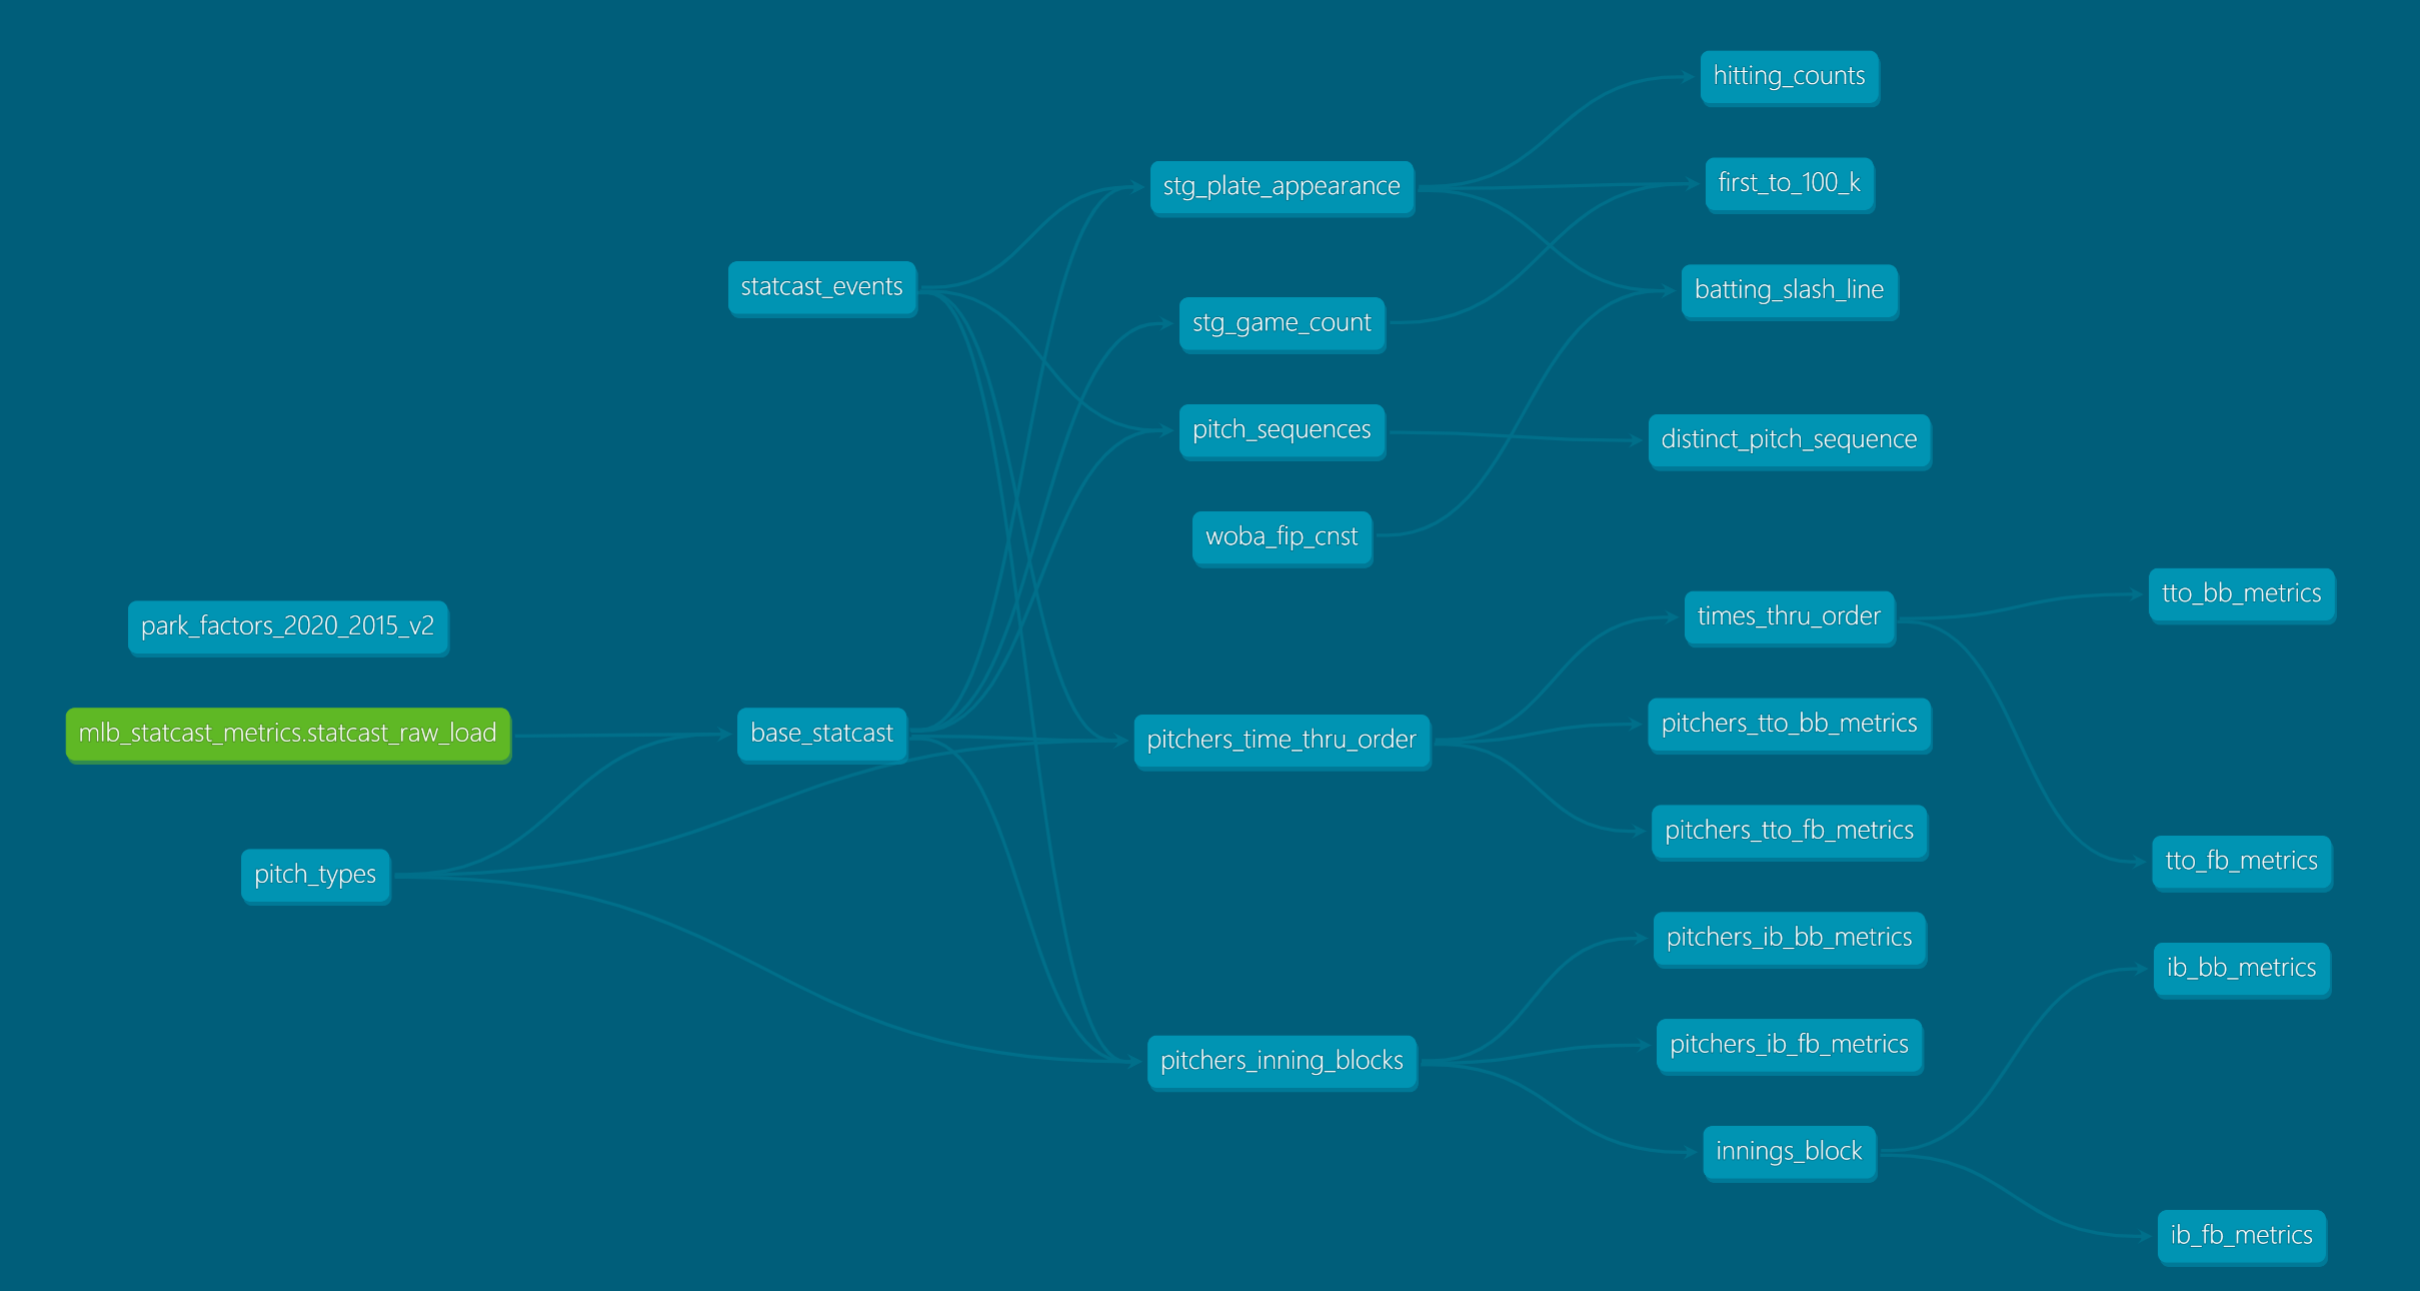 hitting_counts
stg_plate_appearance
first_to_100_k
statcast_events
batting_slash_line
stg_game_count
pitch_sequences
distinct_pitch_sequence
woba_fip_cnst
tto_bb_metrics
times_thru_order
park_factors_2020_2015_v2
pitchers_tto_bb_metrics
mlb_statcast_metrics.statcast_raw_load
base_statcast
pitchers_time_thru_order
pitchers_tto_fb_metrics
tto_fb_metrics
pitch_types
pitchers_ib_bb_metrics
ib_bb_metrics
pitchers_ib_fb_metrics
pitchers_inning_blocks
innings_block
ib_fb_metrics